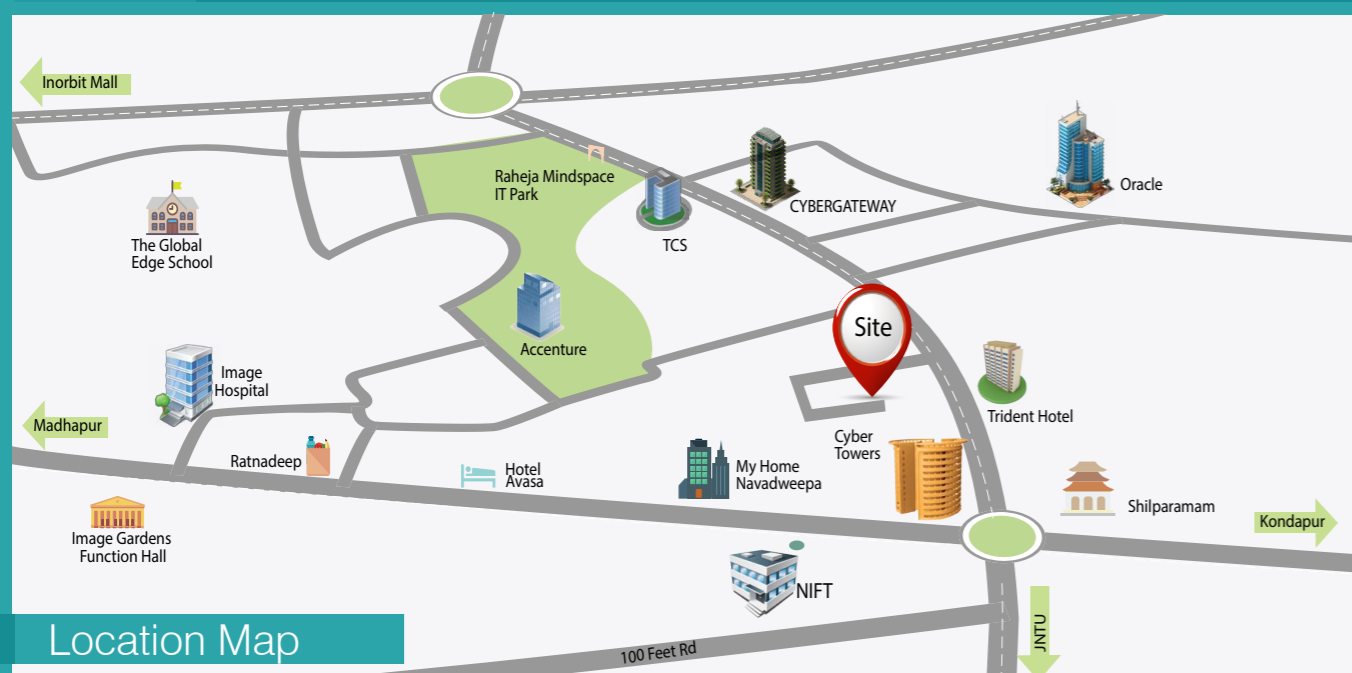 Inorbit Mall
Raheja Mindspace
IT Park
TCS
CYBERGATEWAY
Oracle
The Global
Edge School
Accenture
Site
Image
Hospital
Trident Hotel
Madhapur
Ratnadeep
Hotel
Avasa
My Home
Navadweepa
Cyber
Towers
Shilparamam
Kondapur
Image Gardens
Function Hall
NIFT
JNTU
100 Feet Rd
Location Map